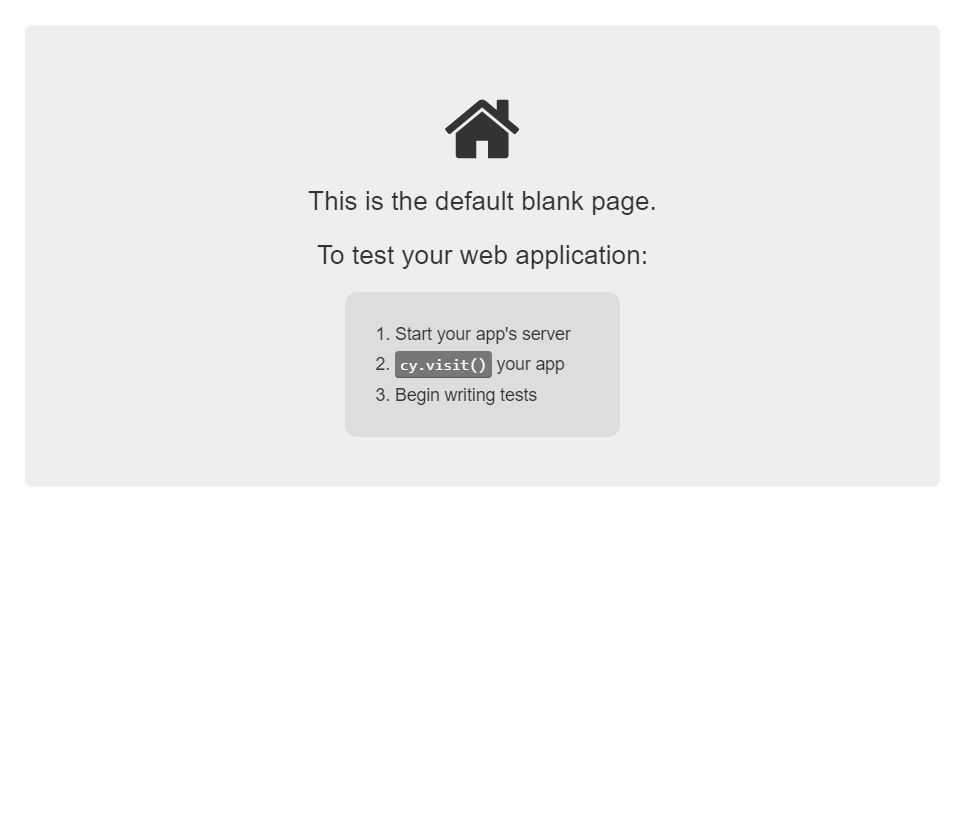 This is the default blank page.
To test your web application:
1. Start your app's server
2. cy.visit() your app
3. Begin writing tests